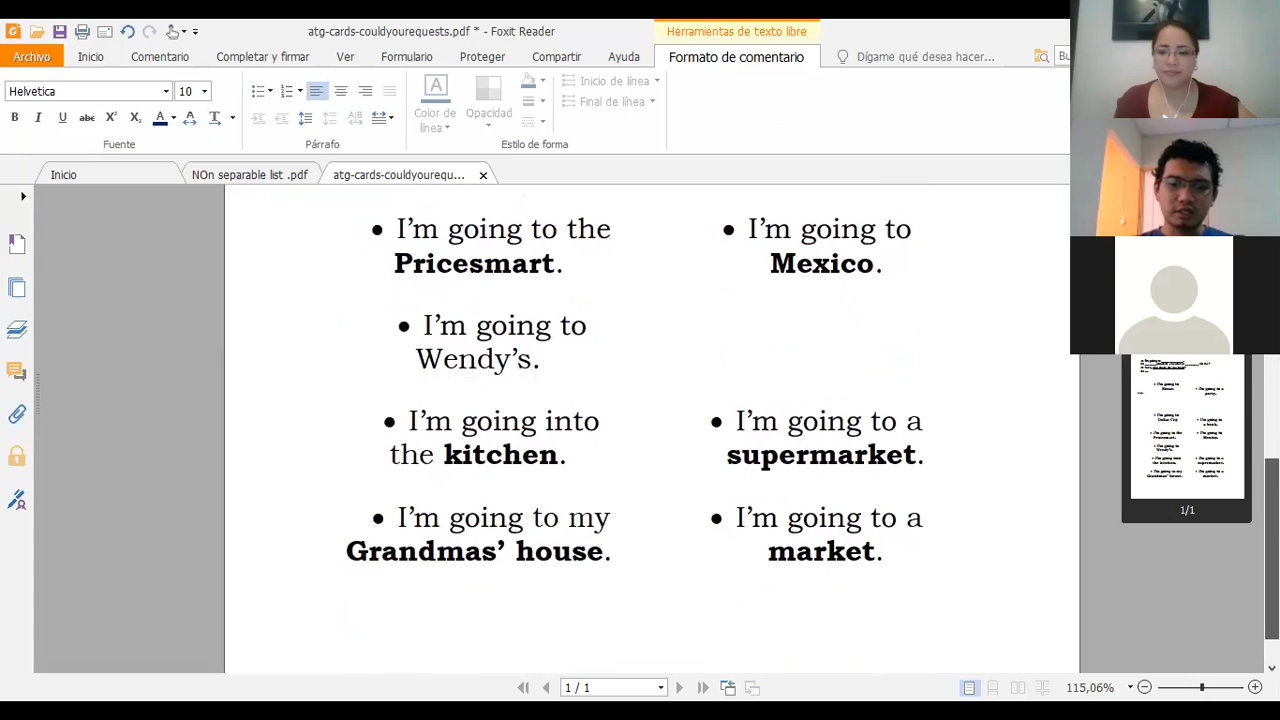 atg-cards-couldyourequests.pdf * - Foxit Reader
Herramientas de texto libre
Archivo
Inicio
Comentario
Completar y firmar
Ver
Formulario
Proteger
Compartir
Ayuda
Formato de comentario
Dígame qué desea hacer...
Bu
Helvetica
10
Inicio de línea
Final de línea
Color de línea
Opacidad
Fuente
Párrafo
Estilo de forma
Inicio
NOn separable list .pdf
atg-cards-couldyourequ...
• I'm going to the
Pricesmart.
• I'm going to
Mexico.
• I'm going to
Wendy's.
• I'm going into
the kitchen.
• I'm going to a
supermarket.
• I'm going to my
Grandmas' house.
• I'm going to a
market.
1/1
1 / 1
115,06%